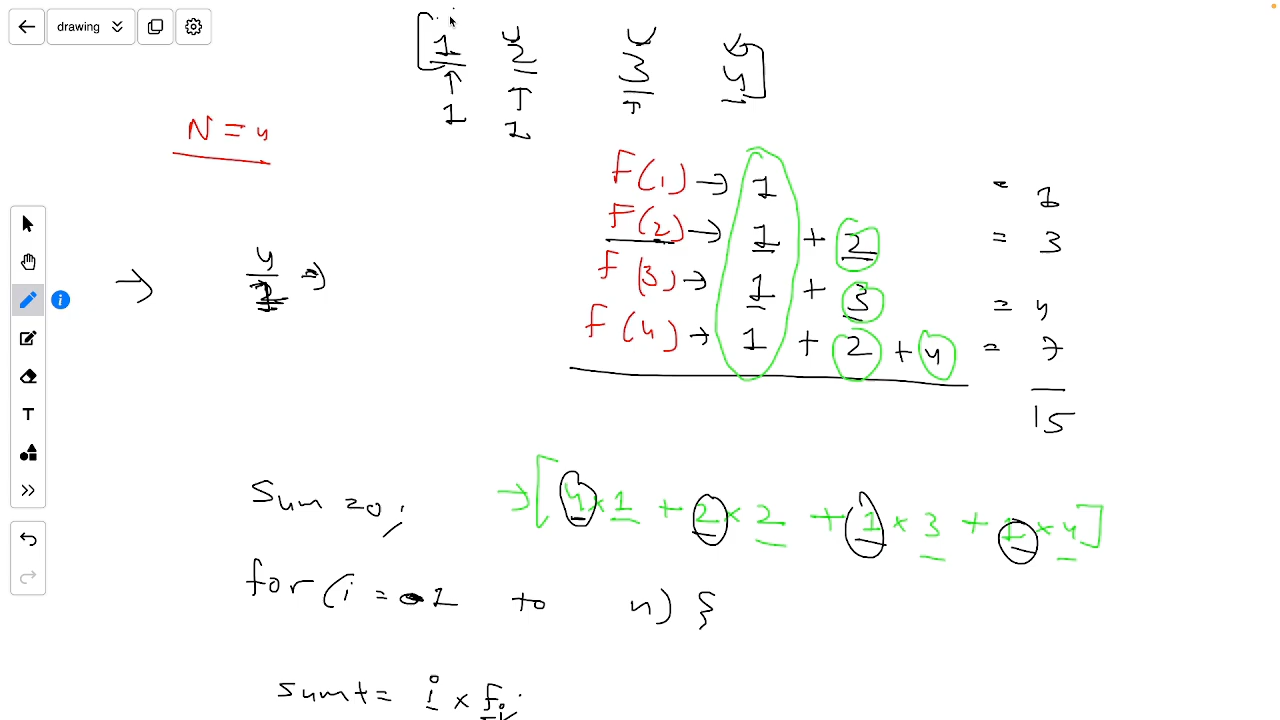 drawing
1 2 3 4
1 2
N = 4
F(1) → 1 = 1
F(2) → 1 + 2 = 3
F(3) → 1 + 3 = 4
F(4) → 1 + 2 + 4 = 7
15
→ 4
⇒
→ [4 × 1 + 2 × 2 + 1 × 3 + 1 × 4]
Sum = 0;
for (i = 1 to n) {
sum += i ×
T
i